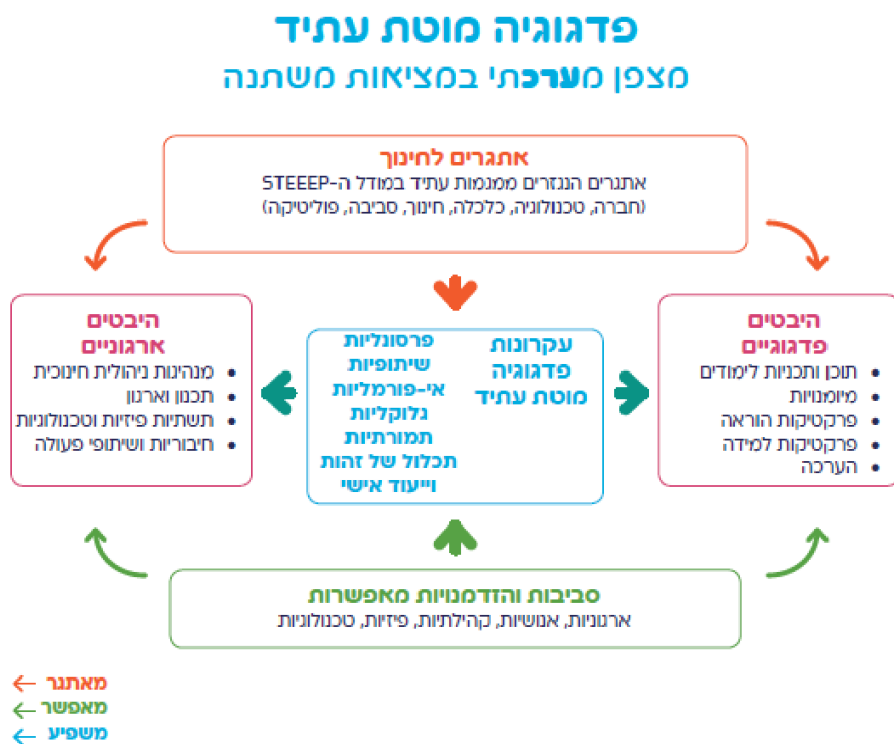 פדגוגיה מוטת עתיד
מצפן מערכתי במציאות משתנה
אתגרים לחינוך
אתגרים הנגזרים ממגמות עתיד במודל ה-STEEEP
(חברה, טכנולוגיה, כלכלה, חינוך, סביבה, פוליטיקה)
היבטים
פדגוגיים
• תוכן ותכניות לימודים
• מיומנויות
• פרקטיקות הוראה
• פרקטיקות למידה
• הערכה
עקרונות
פדגוגיה
מוטת עתיד
פרסונליות
שיתופיות
אי-פורמליות
גלוקליות
תמורתיות
תכלול של זהות
וייעוד אישי
היבטים
ארגוניים
• מנהיגות ניהולית חינוכית
• תכנון וארגון
• תשתיות פיזיות וטכנולוגיות
• חיבוריות ושיתופי פעולה
סביבות והזדמנויות מאפשרות
ארגוניות, אנושיות, קהילתיות, פיזיות, טכנולוגיות
מאתגר ←
מאפשר ←
משפיע ←